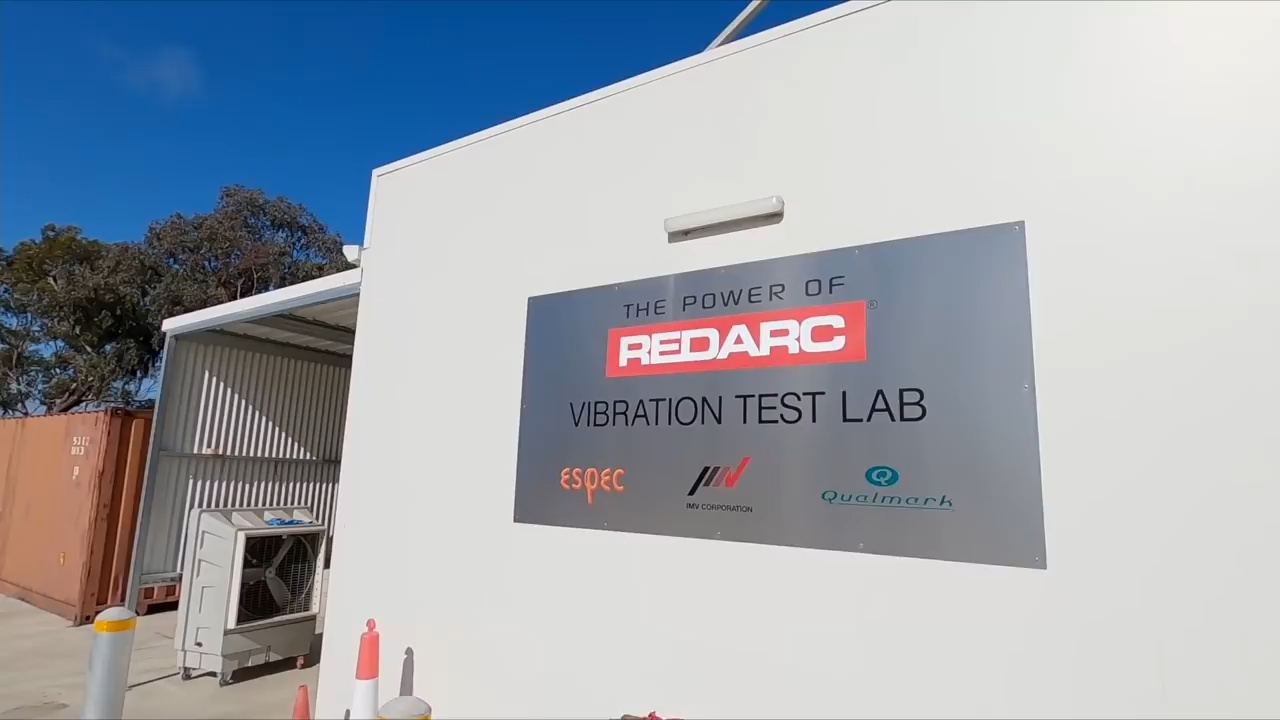 THE POWER OF
REDARC®
VIBRATION TEST LAB
ESPEC
IMV CORPORATION
Qualmark